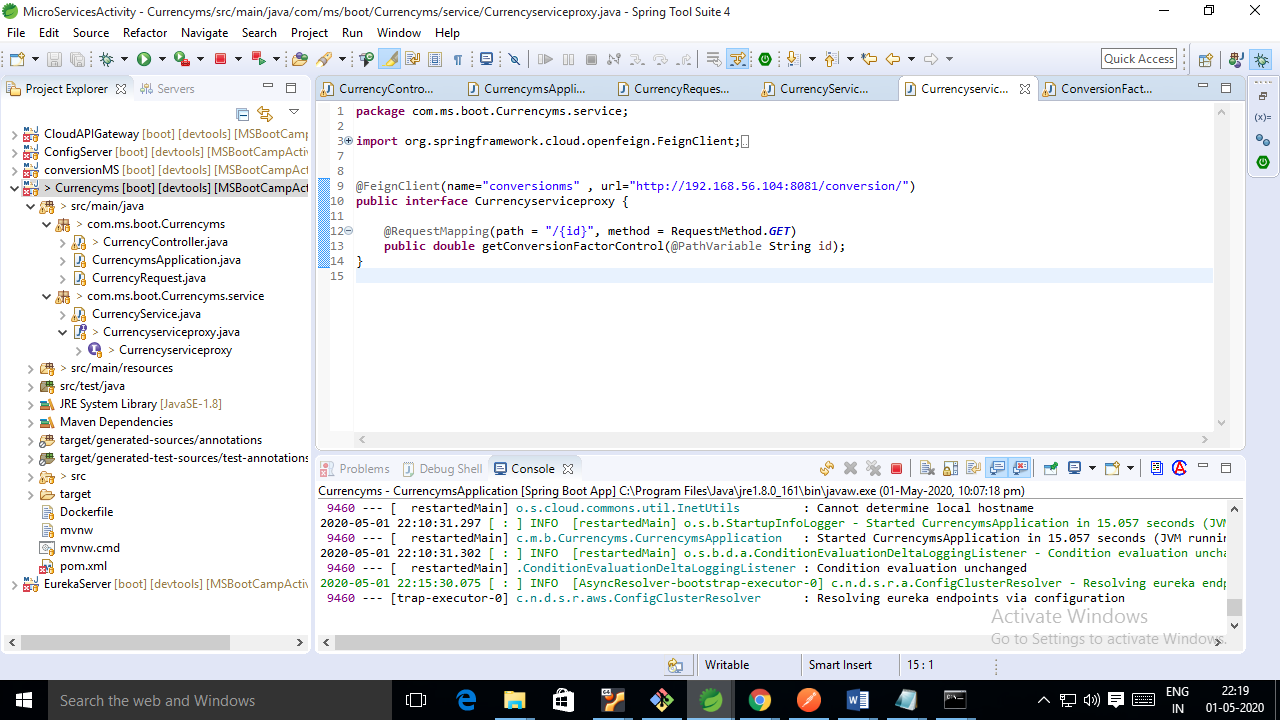 MicroServicesActivity - Currencyms/src/main/java/com/ms/boot/Currencyms/service/Currencyserviceproxy.java - Spring Tool Suite 4
File Edit Source Refactor Navigate Search Project Run Window Help
Quick Access
Project Explorer Servers
CloudAPIGateway [boot] [devtools] [MSBootCamp
ConfigServer [boot] [devtools] [MSBootCampActi
conversionMS [boot] [devtools] [MSBootCampAct
> Currencyms [boot] [devtools] [MSBootCampAct
> src/main/java
> com.ms.boot.Currencyms
> CurrencyController.java
CurrencymsApplication.java
CurrencyRequest.java
> com.ms.boot.Currencyms.service
CurrencyService.java
> Currencyserviceproxy.java
> Currencyserviceproxy
> src/main/resources
src/test/java
JRE System Library [JavaSE-1.8]
Maven Dependencies
target/generated-sources/annotations
target/generated-test-sources/test-annotations
> src
target
Dockerfile
mvnw
mvnw.cmd
pom.xml
EurekaServer [boot] [devtools] [MSBootCampActiv
CurrencyContro... CurrencymsAppli... CurrencyReques... CurrencyServic... Currencyservic... ConversionFact...
1 package com.ms.boot.Currencyms.service;
2
3 import org.springframework.cloud.openfeign.FeignClient;
7
8
9 @FeignClient(name="conversionms" , url="http://192.168.56.104:8081/conversion/")
10 public interface Currencyserviceproxy {
11
12 @RequestMapping(path = "/{id}", method = RequestMethod.GET)
13 public double getConversionFactorControl(@PathVariable String id);
14 }
15
Problems Debug Shell Console
Currencyms - CurrencymsApplication [Spring Boot App] C:\Program Files\Java\jre1.8.0_161\bin\javaw.exe (01-May-2020, 10:07:18 pm)
9460 --- [ restartedMain] o.s.cloud.commons.util.InetUtils : Cannot determine local hostname
2020-05-01 22:10:31.297 [ : ] INFO [restartedMain] o.s.b.StartupInfoLogger - Started CurrencymsApplication in 15.057 seconds (JVM
9460 --- [ restartedMain] c.m.b.Currencyms.CurrencymsApplication : Started CurrencymsApplication in 15.057 seconds (JVM runnin
2020-05-01 22:10:31.302 [ : ] INFO [restartedMain] o.s.b.d.a.ConditionEvaluationDeltaLoggingListener - Condition evaluation uncha
9460 --- [ restartedMain] .ConditionEvaluationDeltaLoggingListener : Condition evaluation unchanged
2020-05-01 22:15:30.075 [ : ] INFO [AsyncResolver-bootstrap-executor-0] c.n.d.s.r.a.ConfigClusterResolver - Resolving eureka endp
9460 --- [trap-executor-0] c.n.d.s.r.aws.ConfigClusterResolver : Resolving eureka endpoints via configuration
Activate Windows
Go to Settings to activate Windows.
Writable Smart Insert 15 : 1
Search the web and Windows
ENG
IN
22:19
01-05-2020